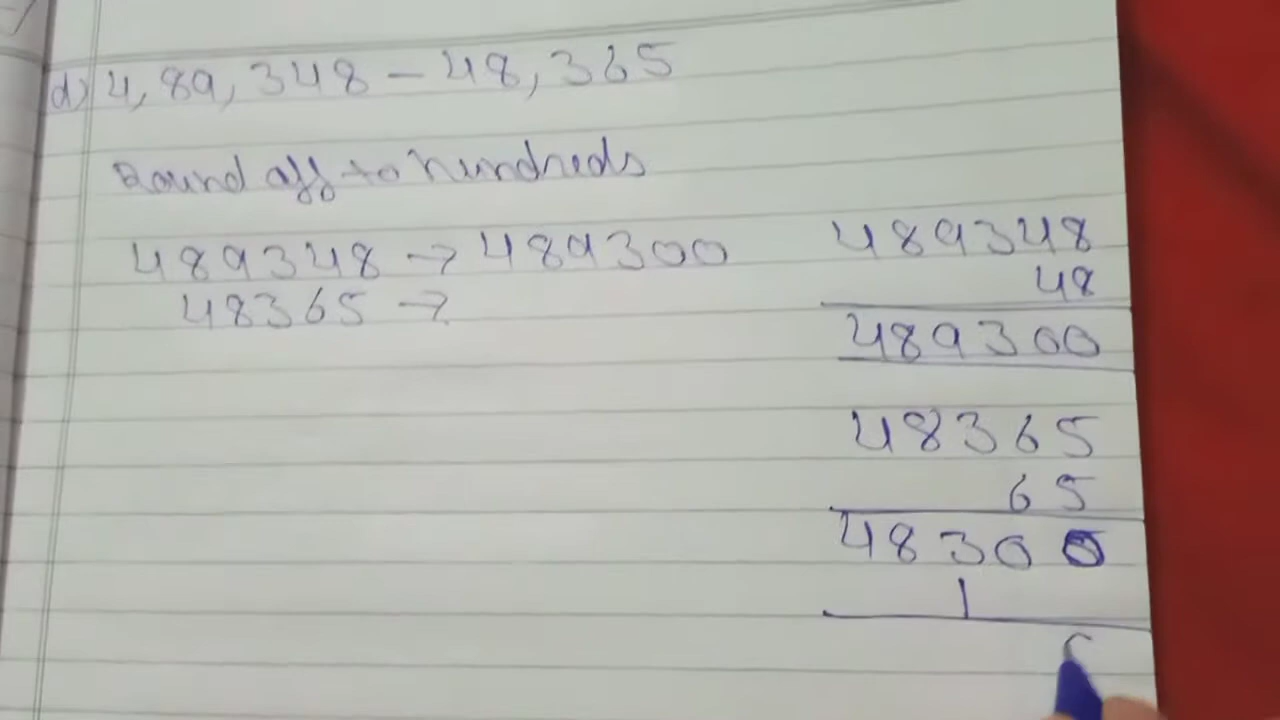 d) 4,89,348 - 48,365
Round off to hundreds
489348 → 489300
48365 →
489348
48
489300
48365
65
48300
1